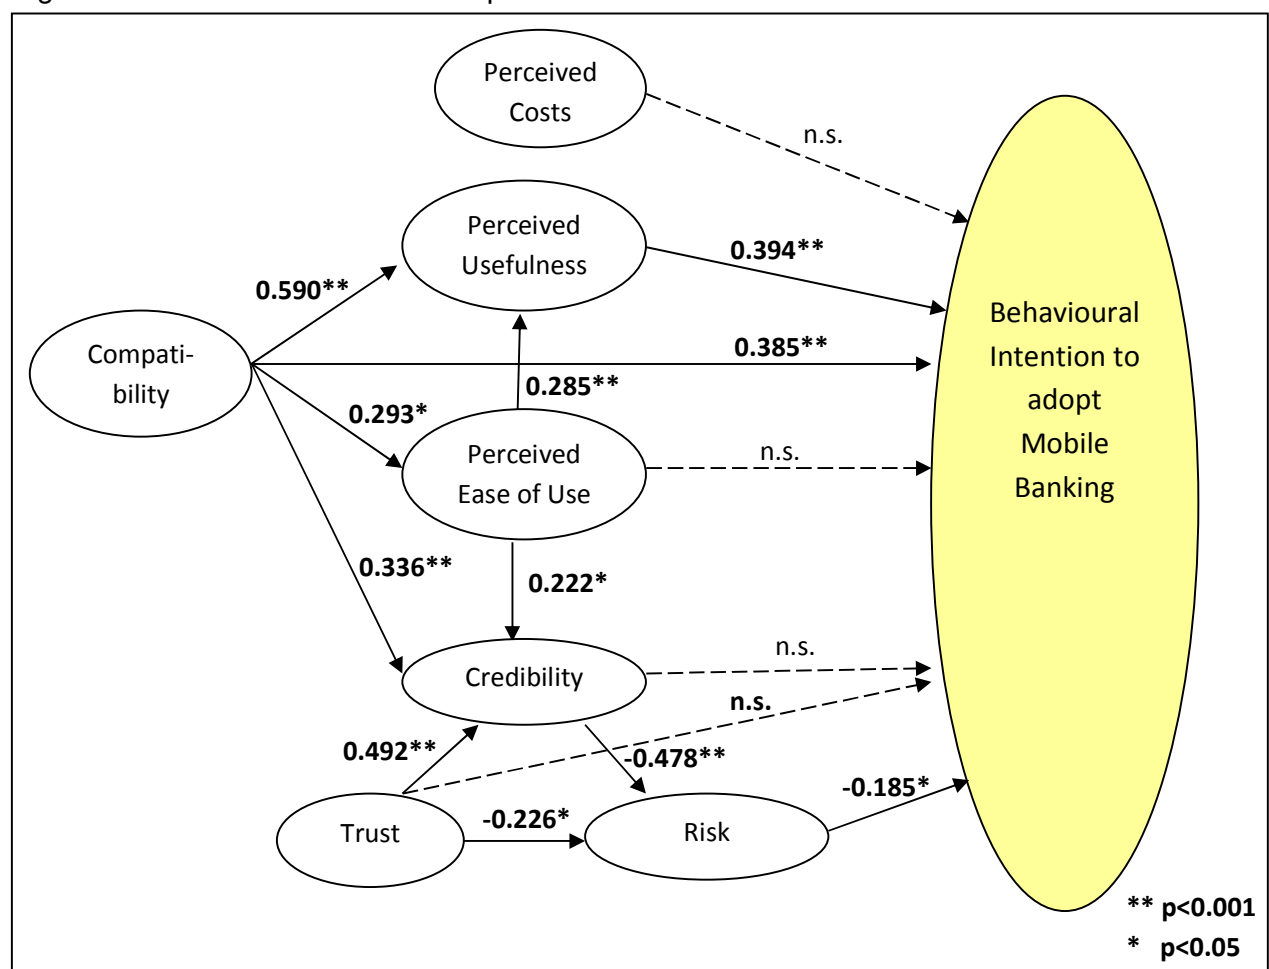 Perceived
Costs
n.s.
Perceived
Usefulness
0.394**
0.590**
Behavioural
Intention to
adopt
Mobile
Banking
Compati-
bility
0.385**
0.285**
0.293*
Perceived
Ease of Use
n.s.
0.336**
0.222*
n.s.
Credibility
n.s.
0.492**
-0.478**
-0.185*
Trust
-0.226*
Risk
** p<0.001
* p<0.05